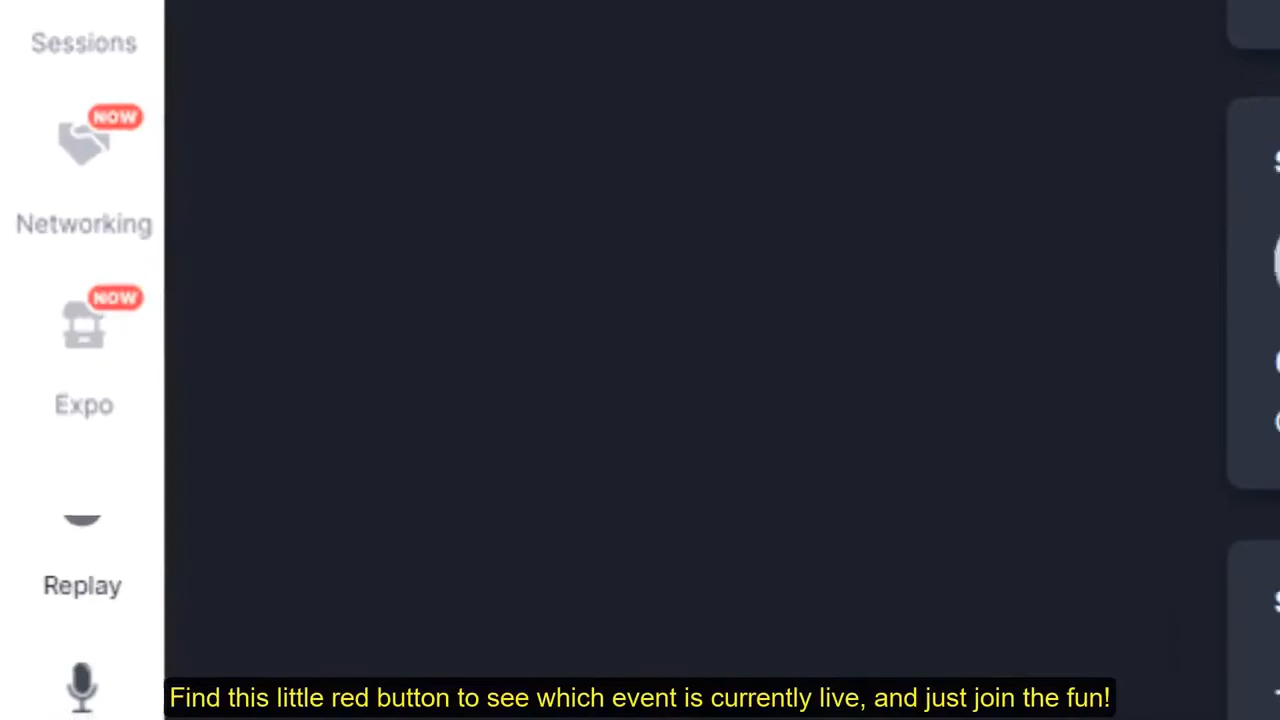 Sessions
NOW
Networking
NOW
Expo
Replay
Find this little red button to see which event is currently live, and just join the fun!